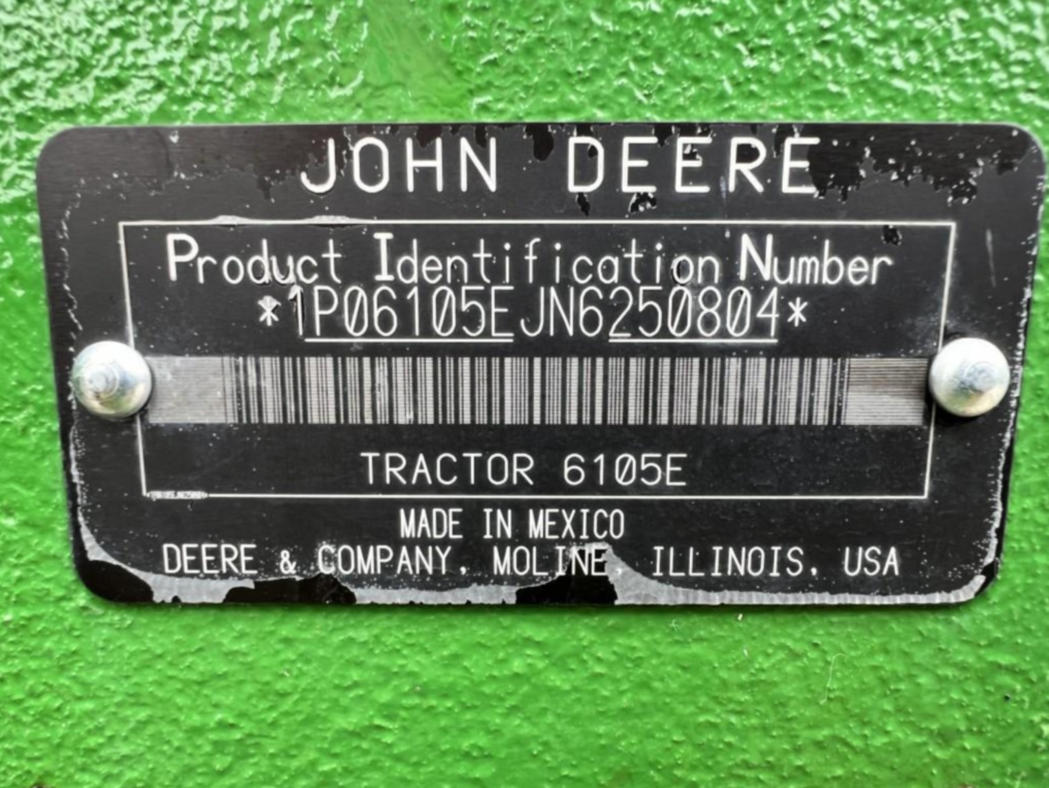 JOHN DEERE
Product Identification Number
*1P06105EJN6250804*
TRACTOR 6105E
MADE IN MEXICO
DEERE & COMPANY, MOLINE, ILLINOIS, USA